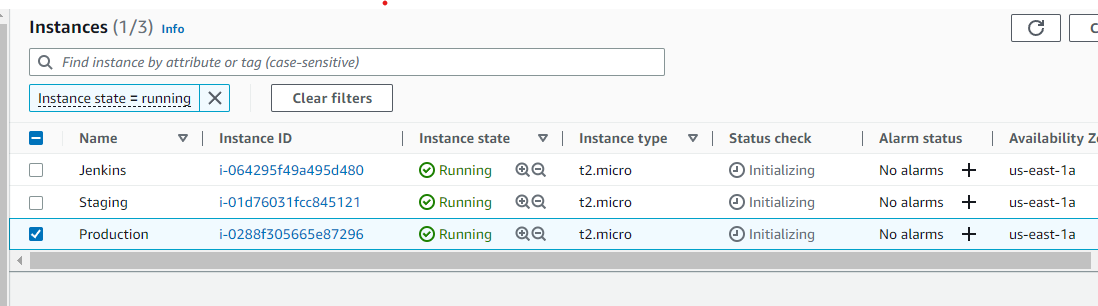 Instances (1/3) Info
Find instance by attribute or tag (case-sensitive)
Instance state = running
Clear filters
Name Instance ID Instance state Instance type Status check Alarm status Availability Z
Jenkins i-064295f49a495d480 Running t2.micro Initializing No alarms us-east-1a
Staging i-01d76031fcc845121 Running t2.micro Initializing No alarms us-east-1a
Production i-0288f305665e87296 Running t2.micro Initializing No alarms us-east-1a